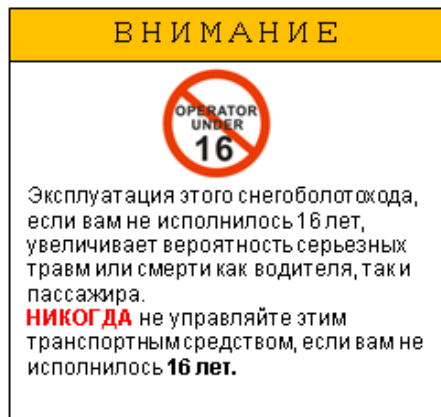 ВНИМАНИЕ
OPERATOR
UNDER
16
Эксплуатация этого снегоболотохода,
если вам не исполнилось 16 лет,
увеличивает вероятность серьезных
травм или смерти как водителя, так и
пассажира.
НИКОГДА не управляйте этим
транспортным средством, если вам не
исполнилось 16 лет.